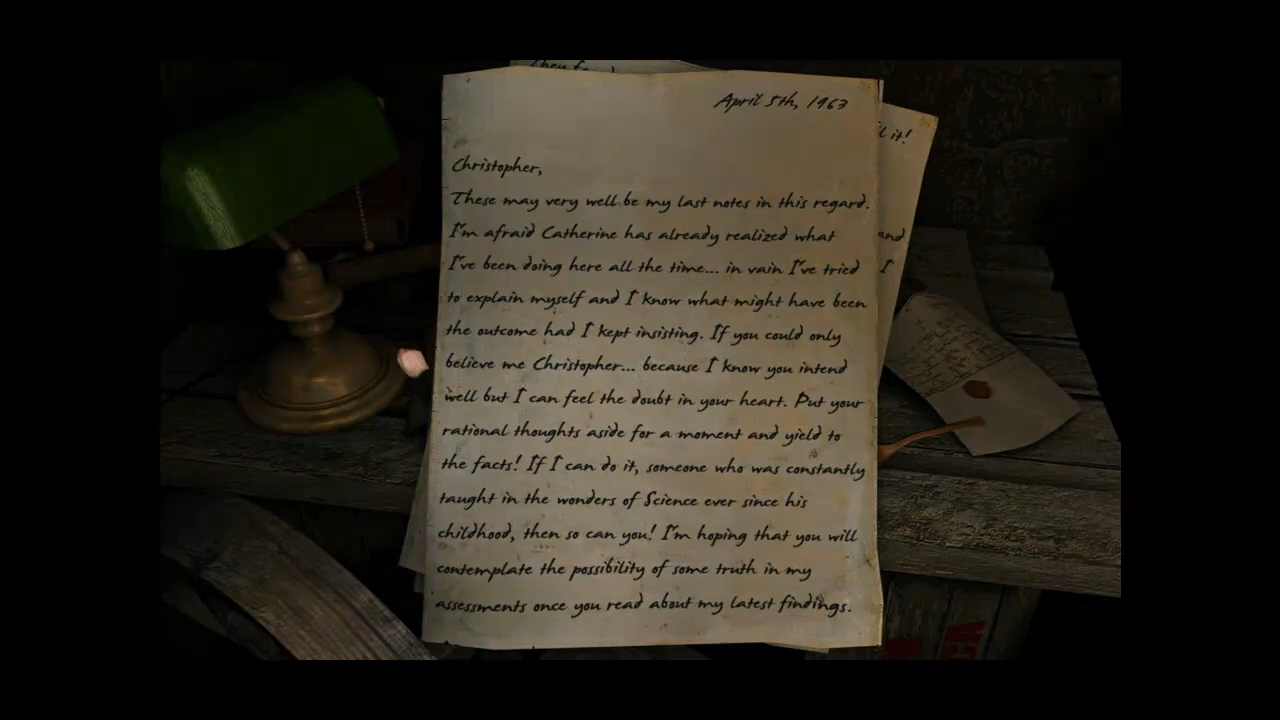 April 5th, 1963
Christopher,
These may very well be my last notes in this regard.
I'm afraid Catherine has already realized what
I've been doing here all the time... in vain I've tried
to explain myself and I know what might have been
the outcome had I kept insisting. If you could only
believe me Christopher... because I know you intend
well but I can feel the doubt in your heart. Put your
rational thoughts aside for a moment and yield to
the facts! If I can do it, someone who was constantly
taught in the wonders of Science ever since his
childhood, then so can you! I'm hoping that you will
contemplate the possibility of some truth in my
assessments once you read about my latest findings.
it!
and
I